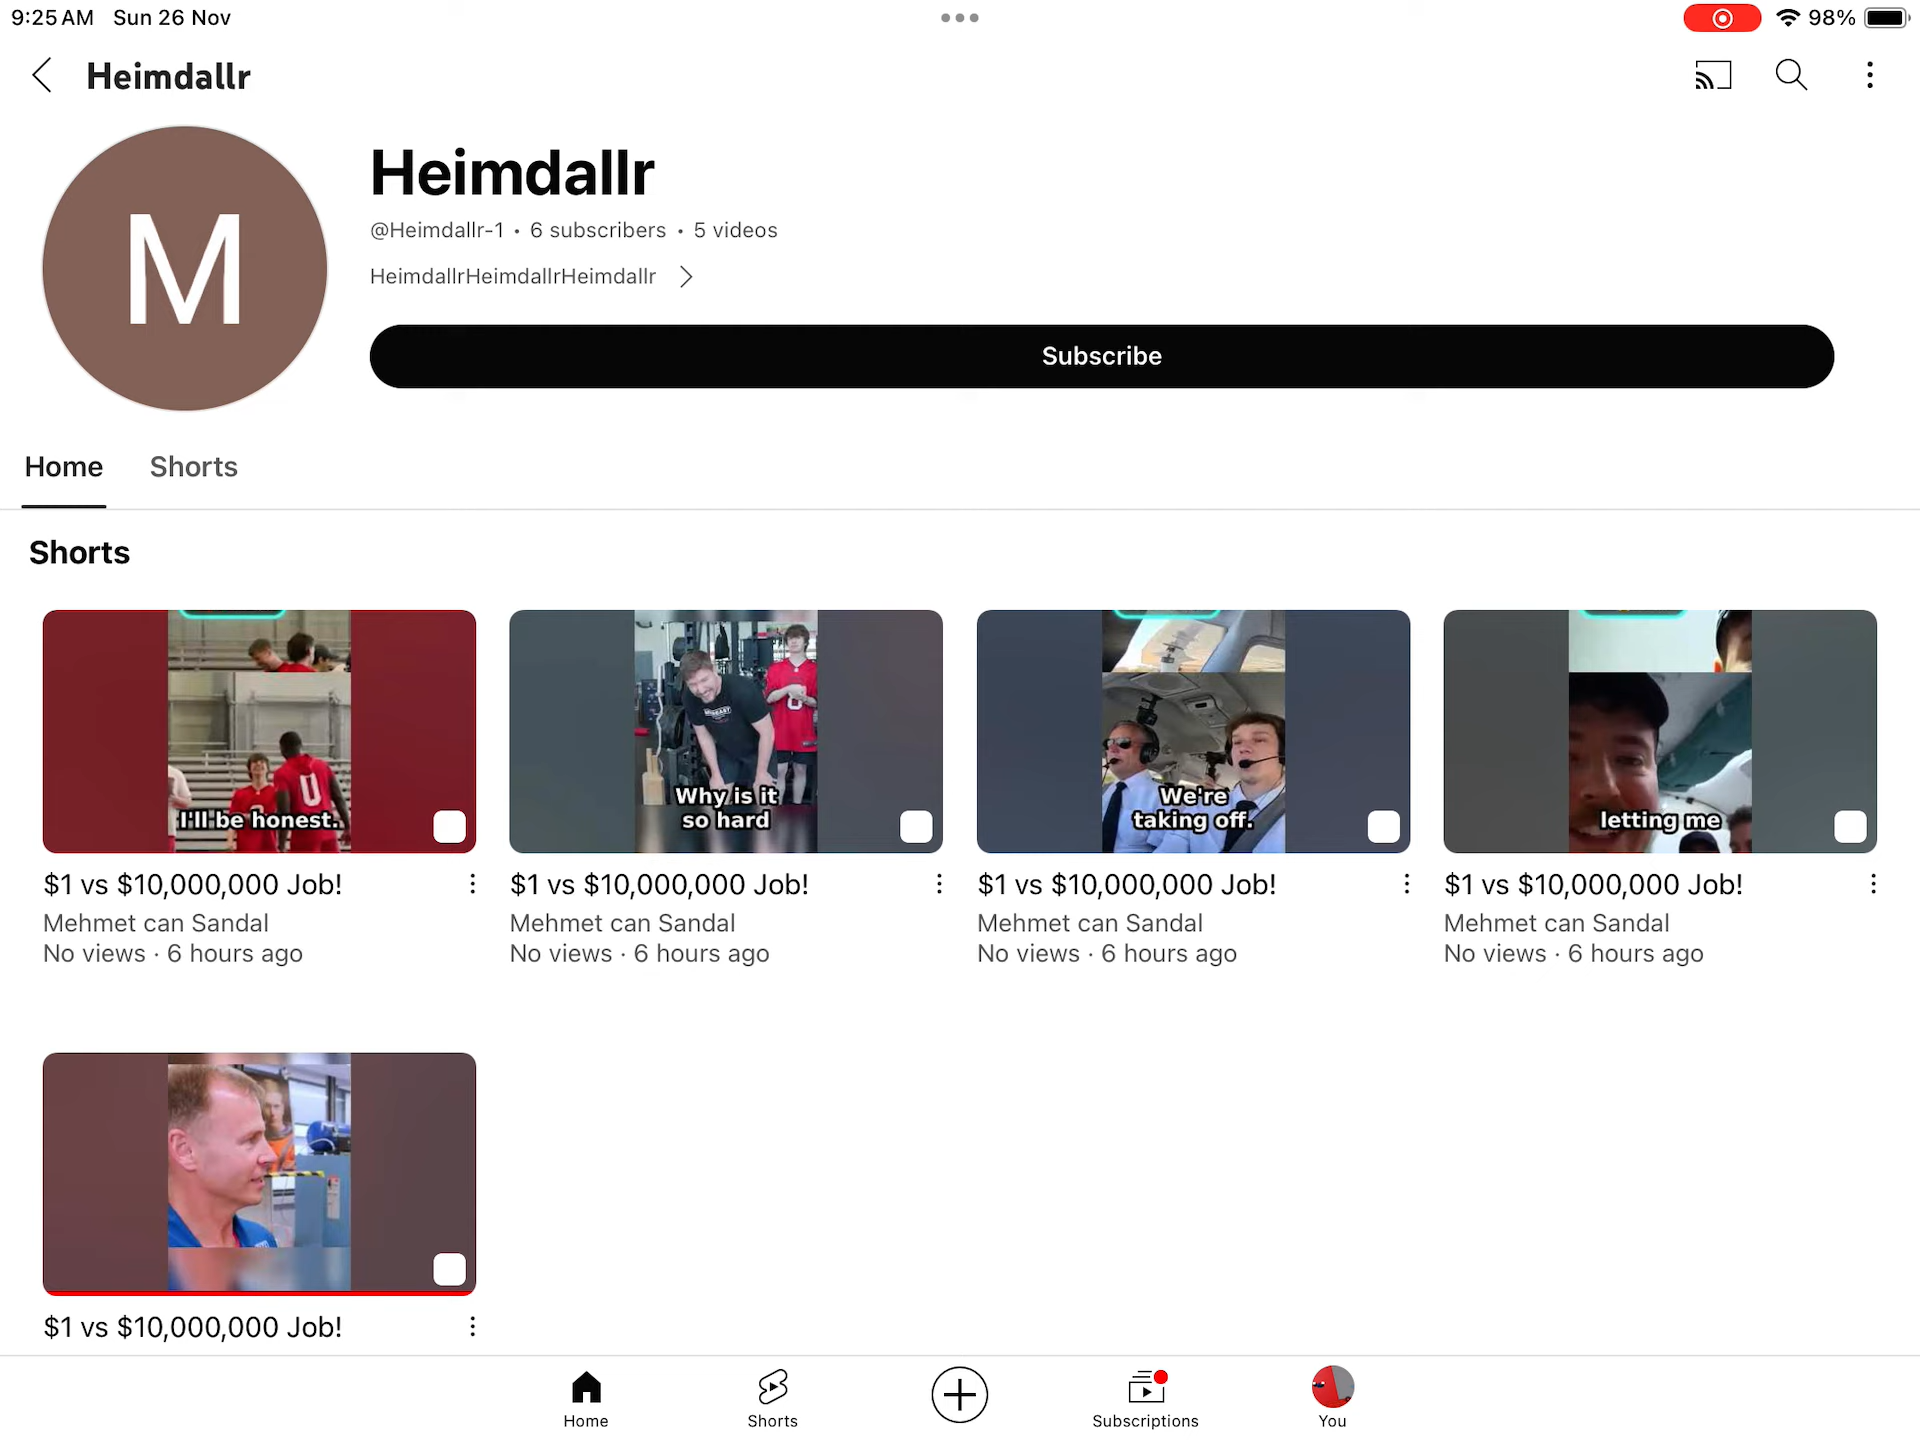 9:25 AM Sun 26 Nov
98%
Heimdallr
M
Heimdallr
@Heimdallr-1 • 6 subscribers • 5 videos
HeimdallrHeimdallrHeimdallr
Subscribe
Home Shorts
Shorts
I'll be honest.
Why is it
so hard
We're
taking off.
letting me
$1 vs $10,000,000 Job!
Mehmet can Sandal
No views · 6 hours ago
$1 vs $10,000,000 Job!
Mehmet can Sandal
No views · 6 hours ago
$1 vs $10,000,000 Job!
Mehmet can Sandal
No views · 6 hours ago
$1 vs $10,000,000 Job!
Mehmet can Sandal
No views · 6 hours ago
$1 vs $10,000,000 Job!
Home
Shorts
Subscriptions
You